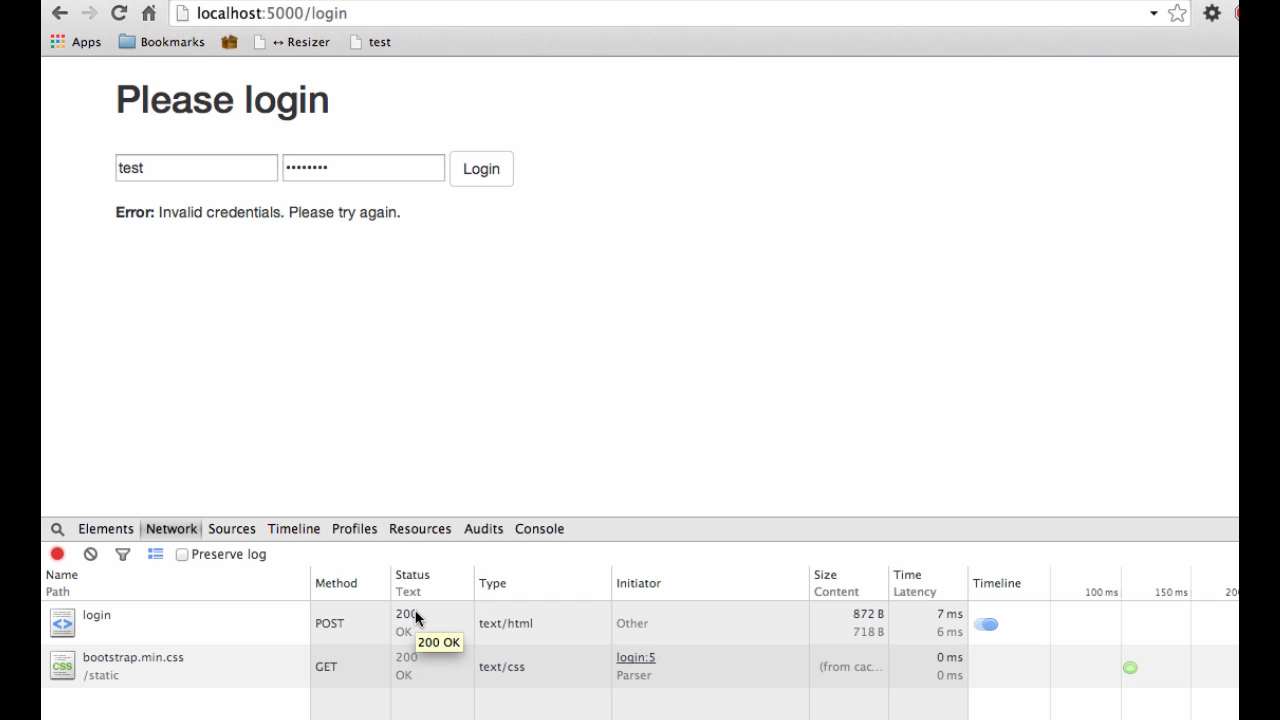 localhost:5000/login
Apps Bookmarks ↔ Resizer test
Please login
test •••••••• Login
Error: Invalid credentials. Please try again.
Elements Network Sources Timeline Profiles Resources Audits Console
Preserve log
Name Path Method Status Text Type Initiator Size Content Time Latency Timeline 100 ms 150 ms
login POST 200 OK text/html Other 872 B 718 B 7 ms 6 ms
200 OK
bootstrap.min.css /static GET 200 OK text/css login:5 Parser (from cac... 0 ms 0 ms